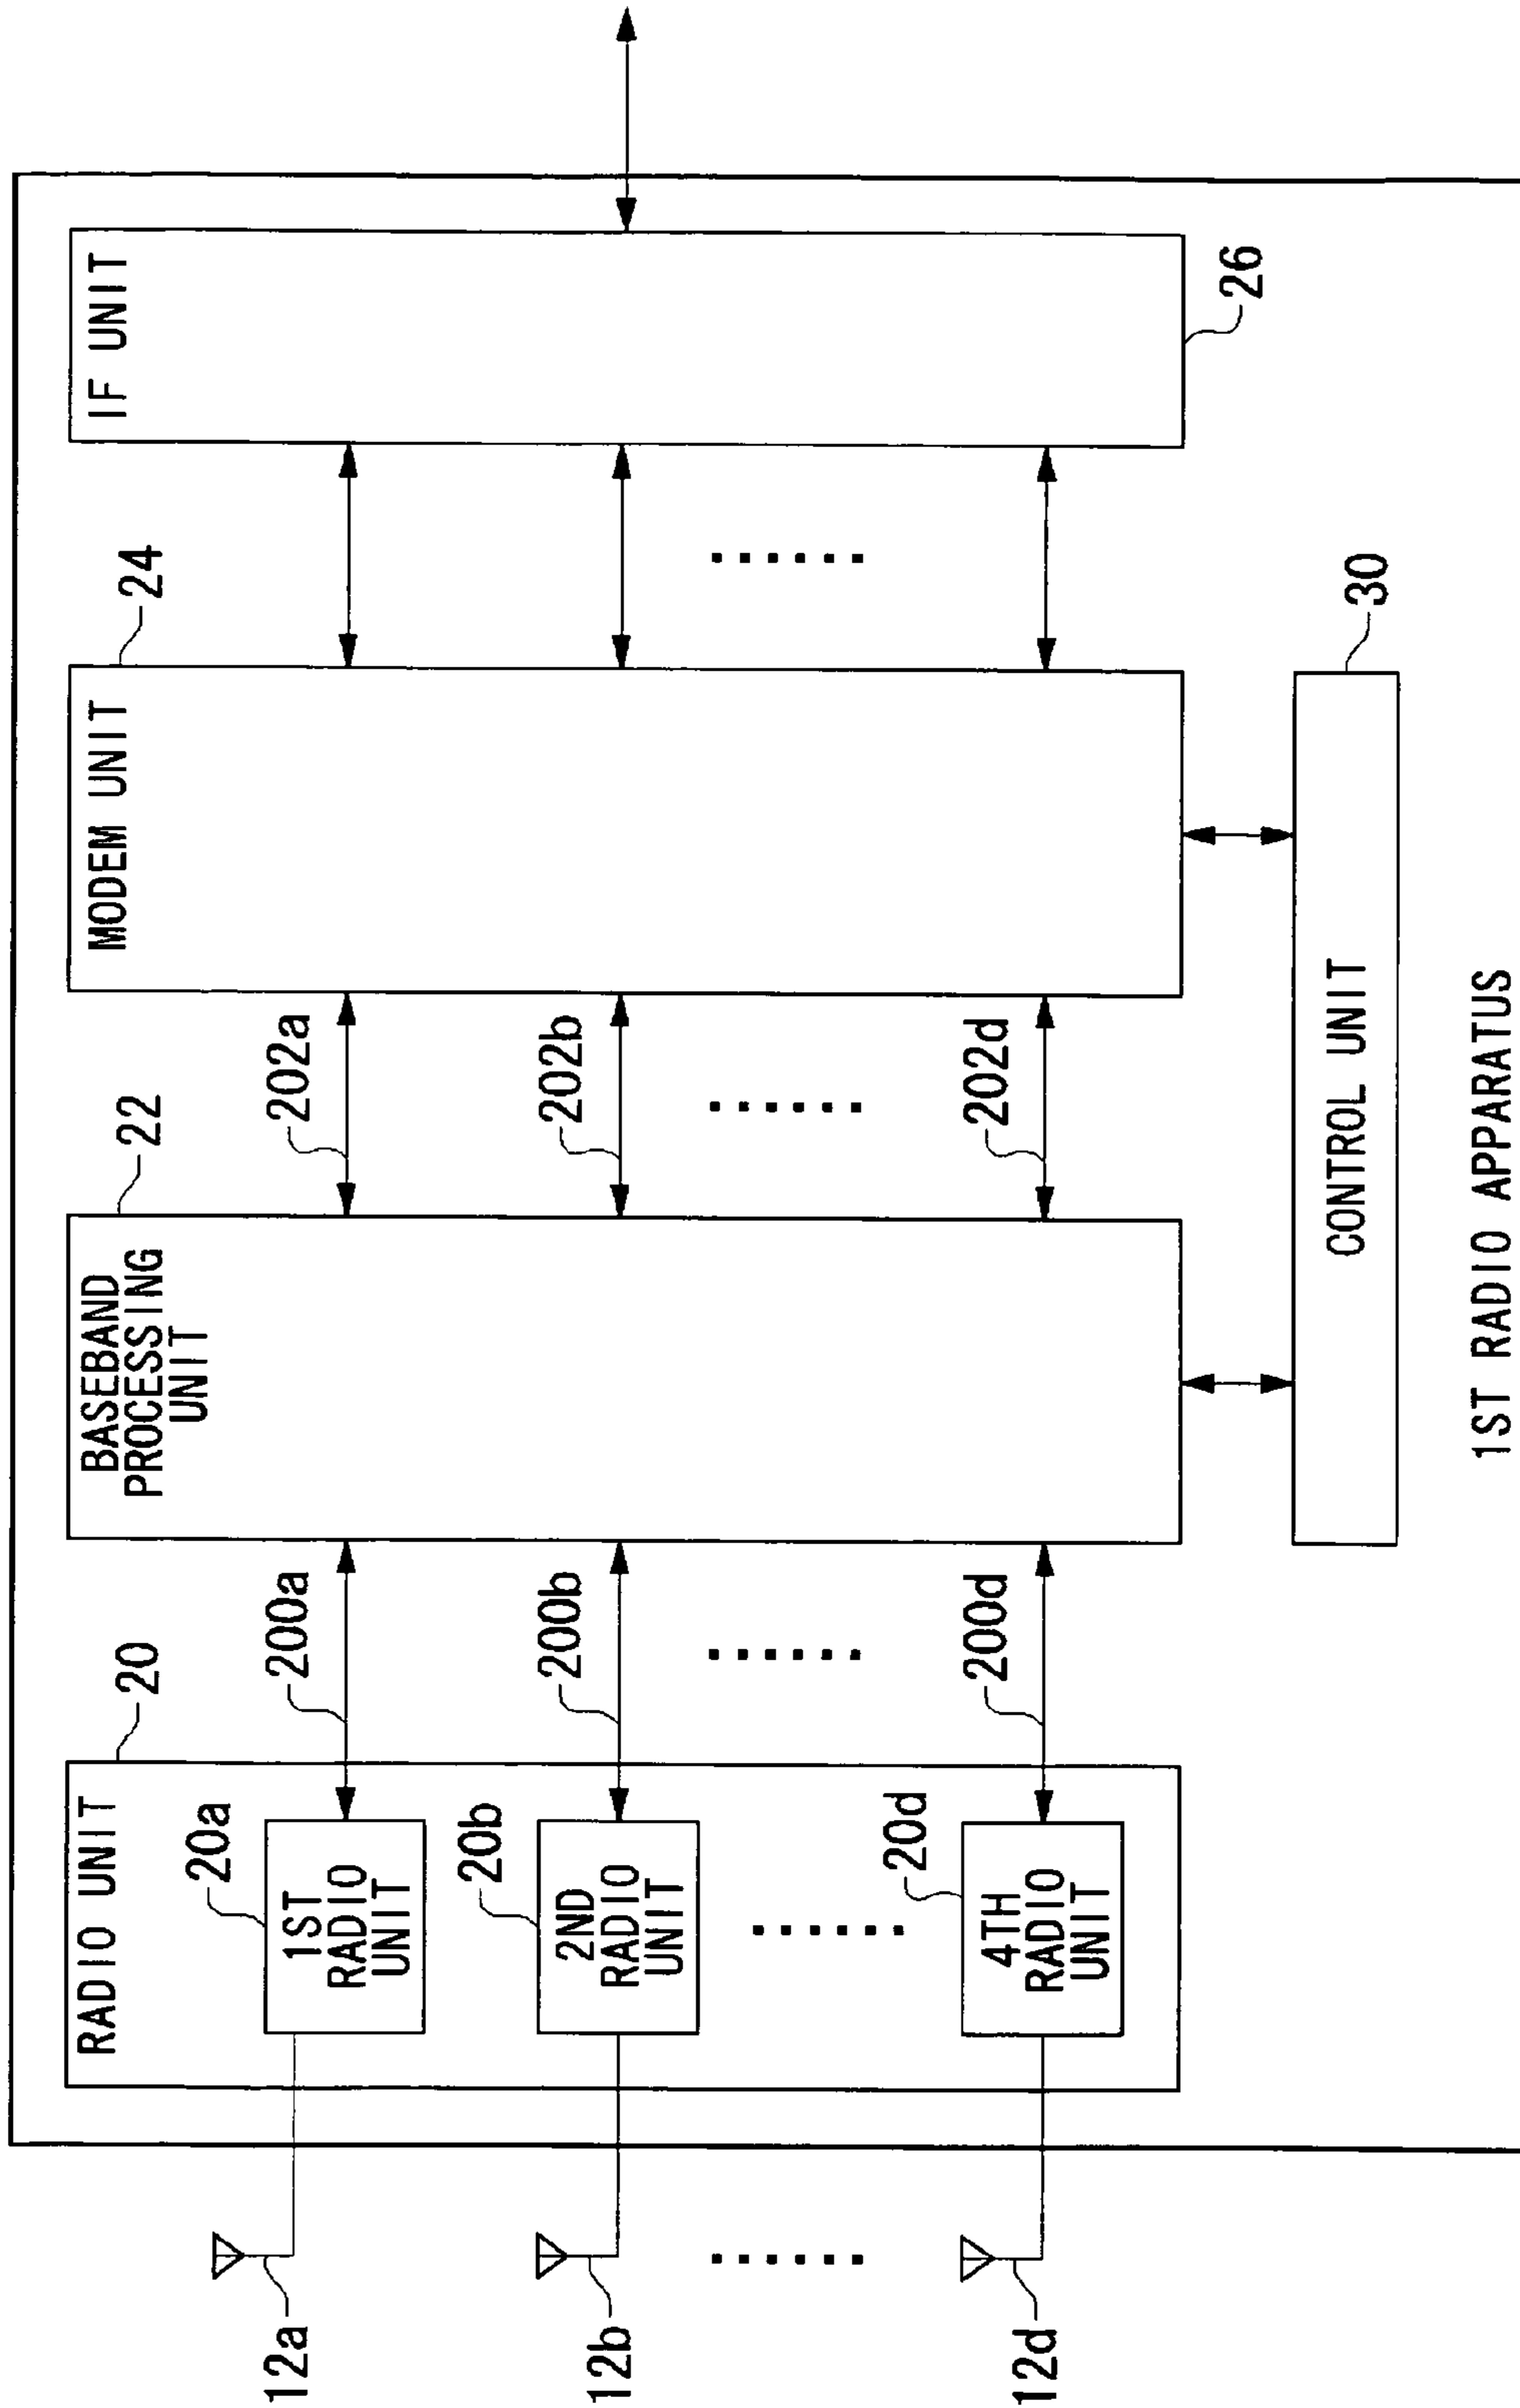 20
22
24
RADIO UNIT
BASEBAND
PROCESSING
UNIT
MODEM UNIT
IF UNIT
20a
200a
202a
1ST
RADIO
UNIT
12a
20b
200b
202b
2ND
RADIO
UNIT
12b
20d
200d
202d
4TH
RADIO
UNIT
12d
26
CONTROL UNIT
30
1ST RADIO APPARATUS